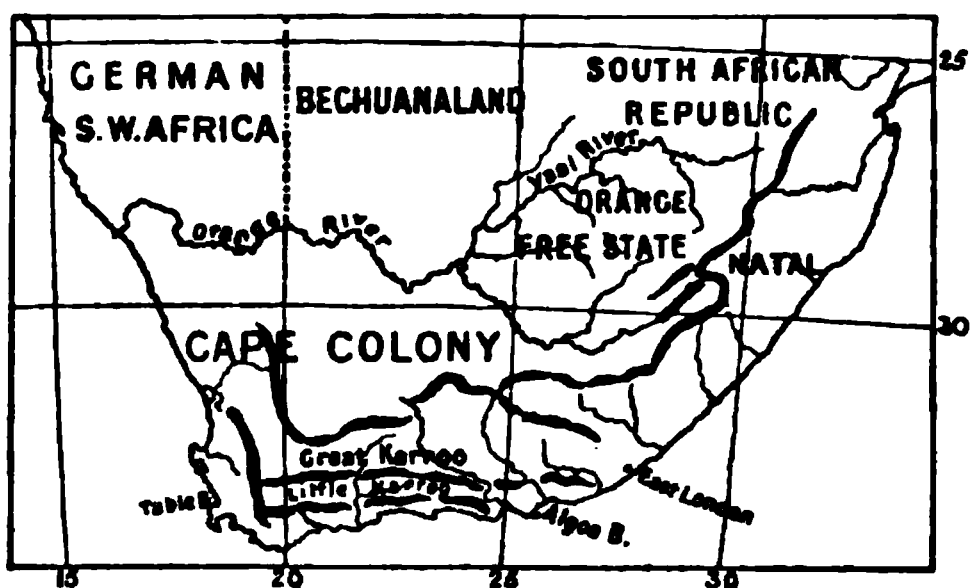 GERMAN
S.W. AFRICA
BECHUANALAND
SOUTH AFRICAN
REPUBLIC
25
Vaal River
ORANGE
FREE STATE
Orange River
NATAL
30
CAPE COLONY
Great Karroo
Little Karroo
Table B.
East London
Algoa B.
15
20
25
30